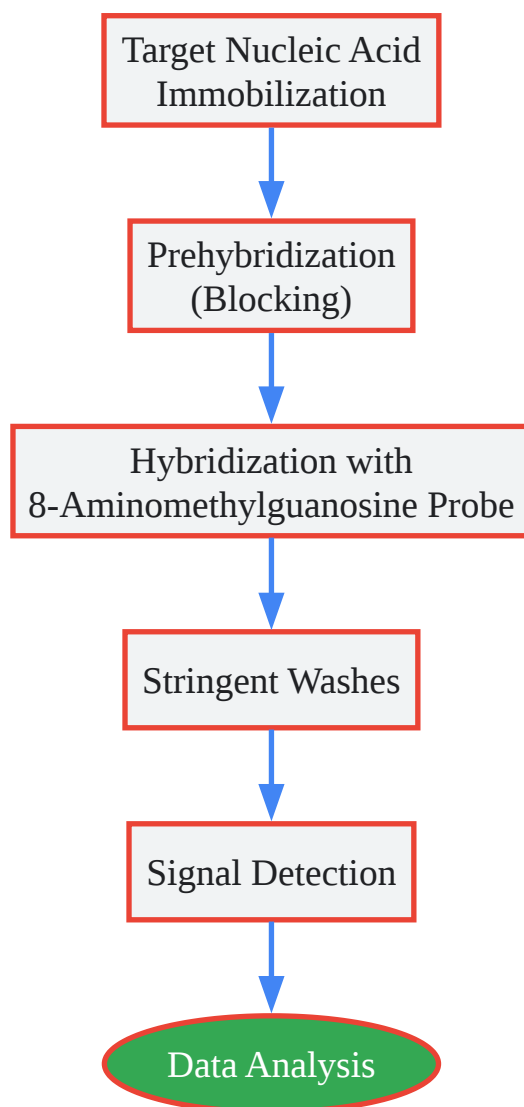 Target Nucleic Acid
Immobilization
Prehybridization
(Blocking)
Hybridization with
8-Aminomethylguanosine Probe
Stringent Washes
Signal Detection
Data Analysis